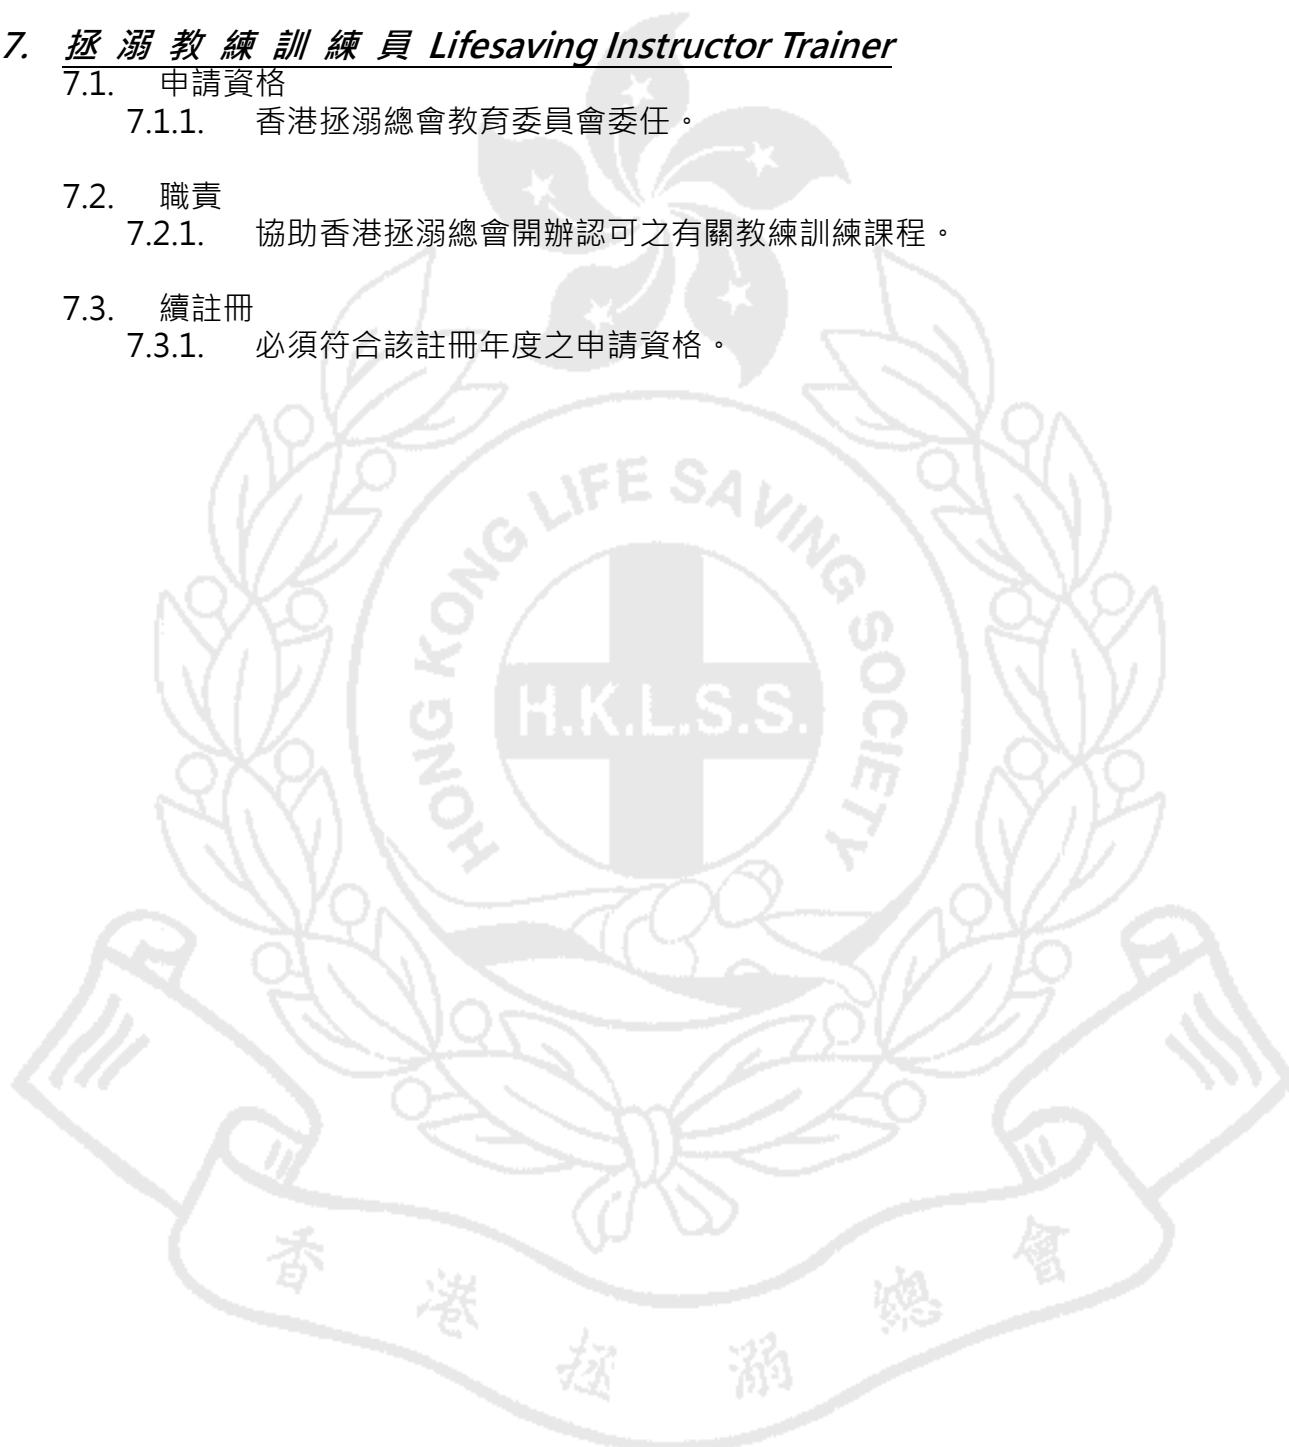 7. 拯 溺 教 練 訓 練 員 Lifesaving Instructor Trainer
7.1. 申請資格
7.1.1. 香港拯溺總會教育委員會委任。
7.2. 職責
7.2.1. 協助香港拯溺總會開辦認可之有關教練訓練課程。
7.3. 續註冊
7.3.1. 必須符合該註冊年度之申請資格。
HONG KONG LIFE SAVING SOCIETY
H.K.L.S.S.
香 港 拯 溺 總 會